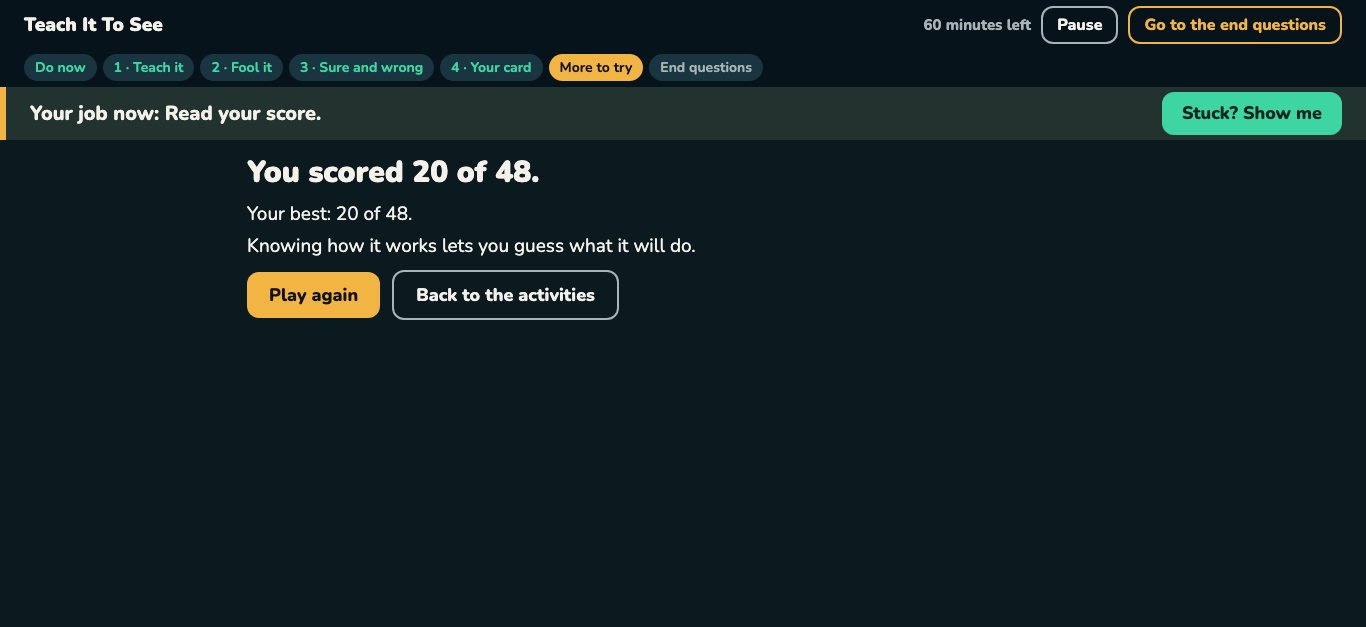 Teach It To See
60 minutes left
Pause
Go to the end questions
Do now
1 · Teach it
2 · Fool it
3 · Sure and wrong
4 · Your card
More to try
End questions
Your job now: Read your score.
Stuck? Show me
You scored 20 of 48.
Your best: 20 of 48.
Knowing how it works lets you guess what it will do.
Play again
Back to the activities